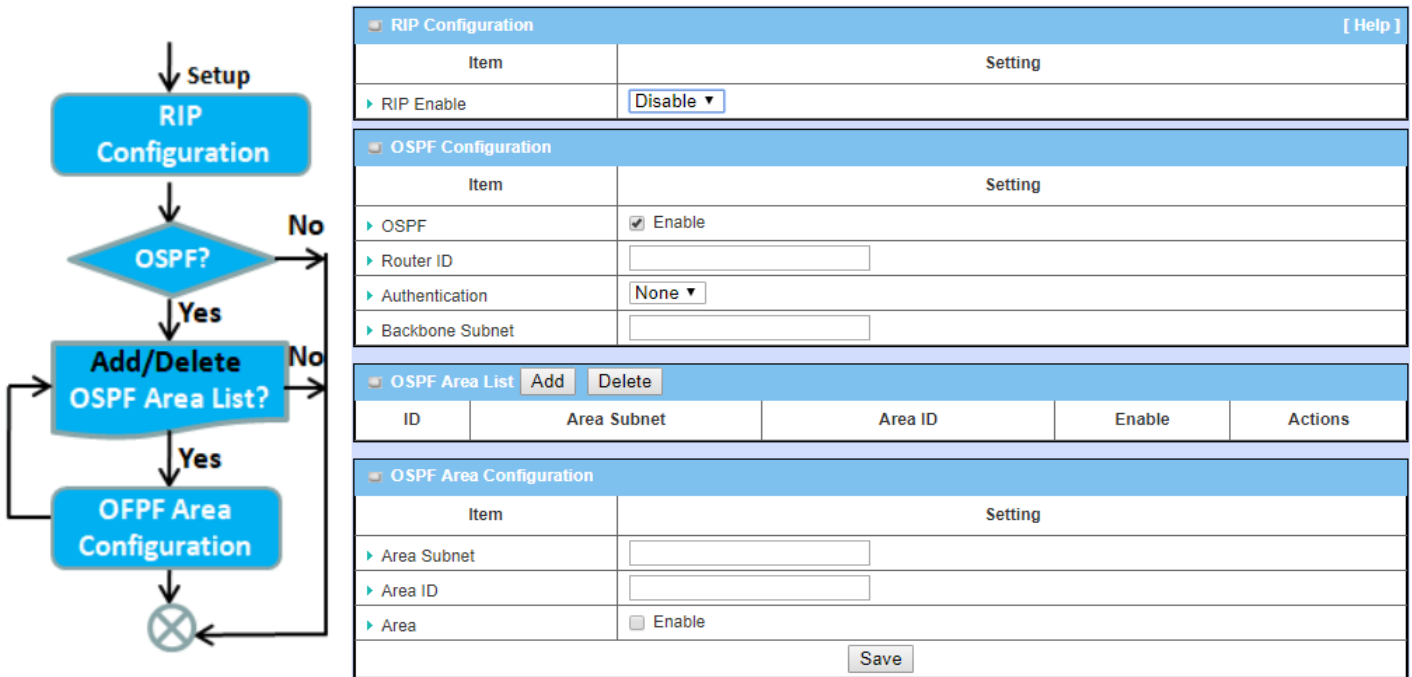 Setup
RIP
Configuration
OSPF?
No
Yes
Add/Delete
OSPF Area List?
No
Yes
OFPF Area
Configuration
RIP Configuration [ Help ]
Item Setting
RIP Enable Disable
OSPF Configuration
Item Setting
OSPF Enable
Router ID
Authentication None
Backbone Subnet
OSPF Area List Add Delete
ID Area Subnet Area ID Enable Actions
OSPF Area Configuration
Item Setting
Area Subnet
Area ID
Area Enable
Save